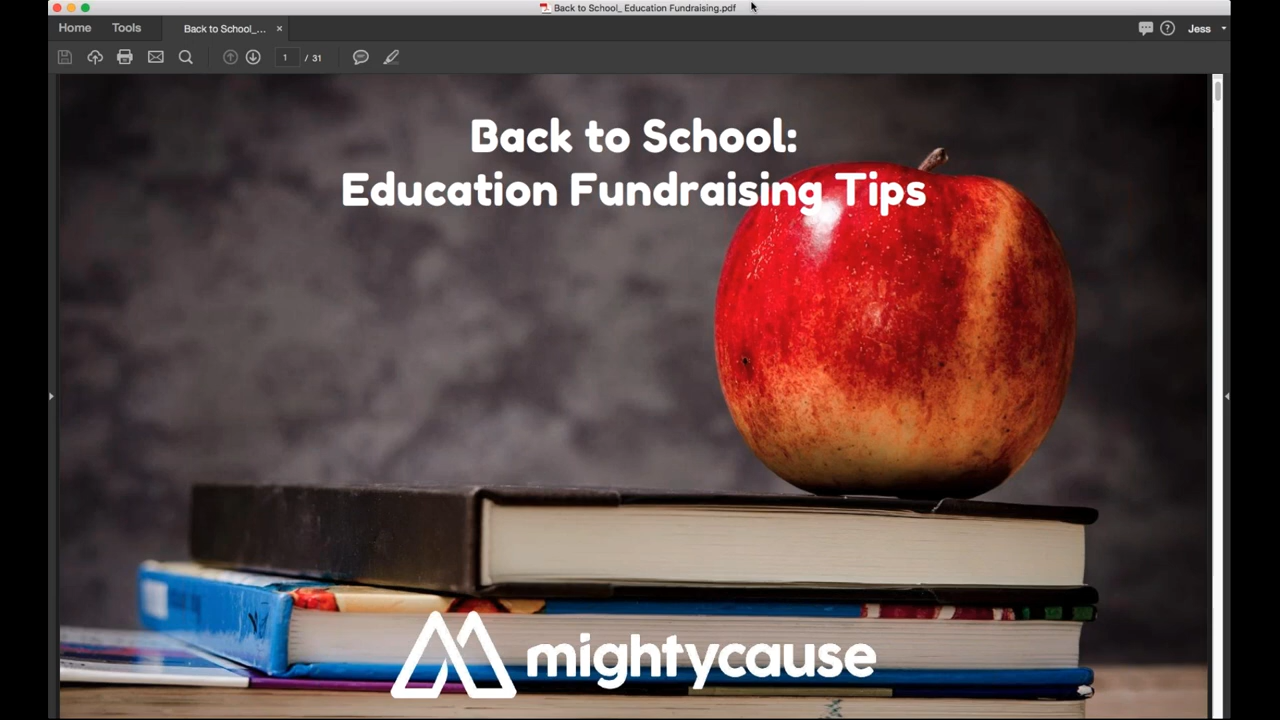 Back to School_ Education Fundraising.pdf
Home Tools Back to School_... × Jess
1 / 31
Back to School:
Education Fundraising Tips
mightycause